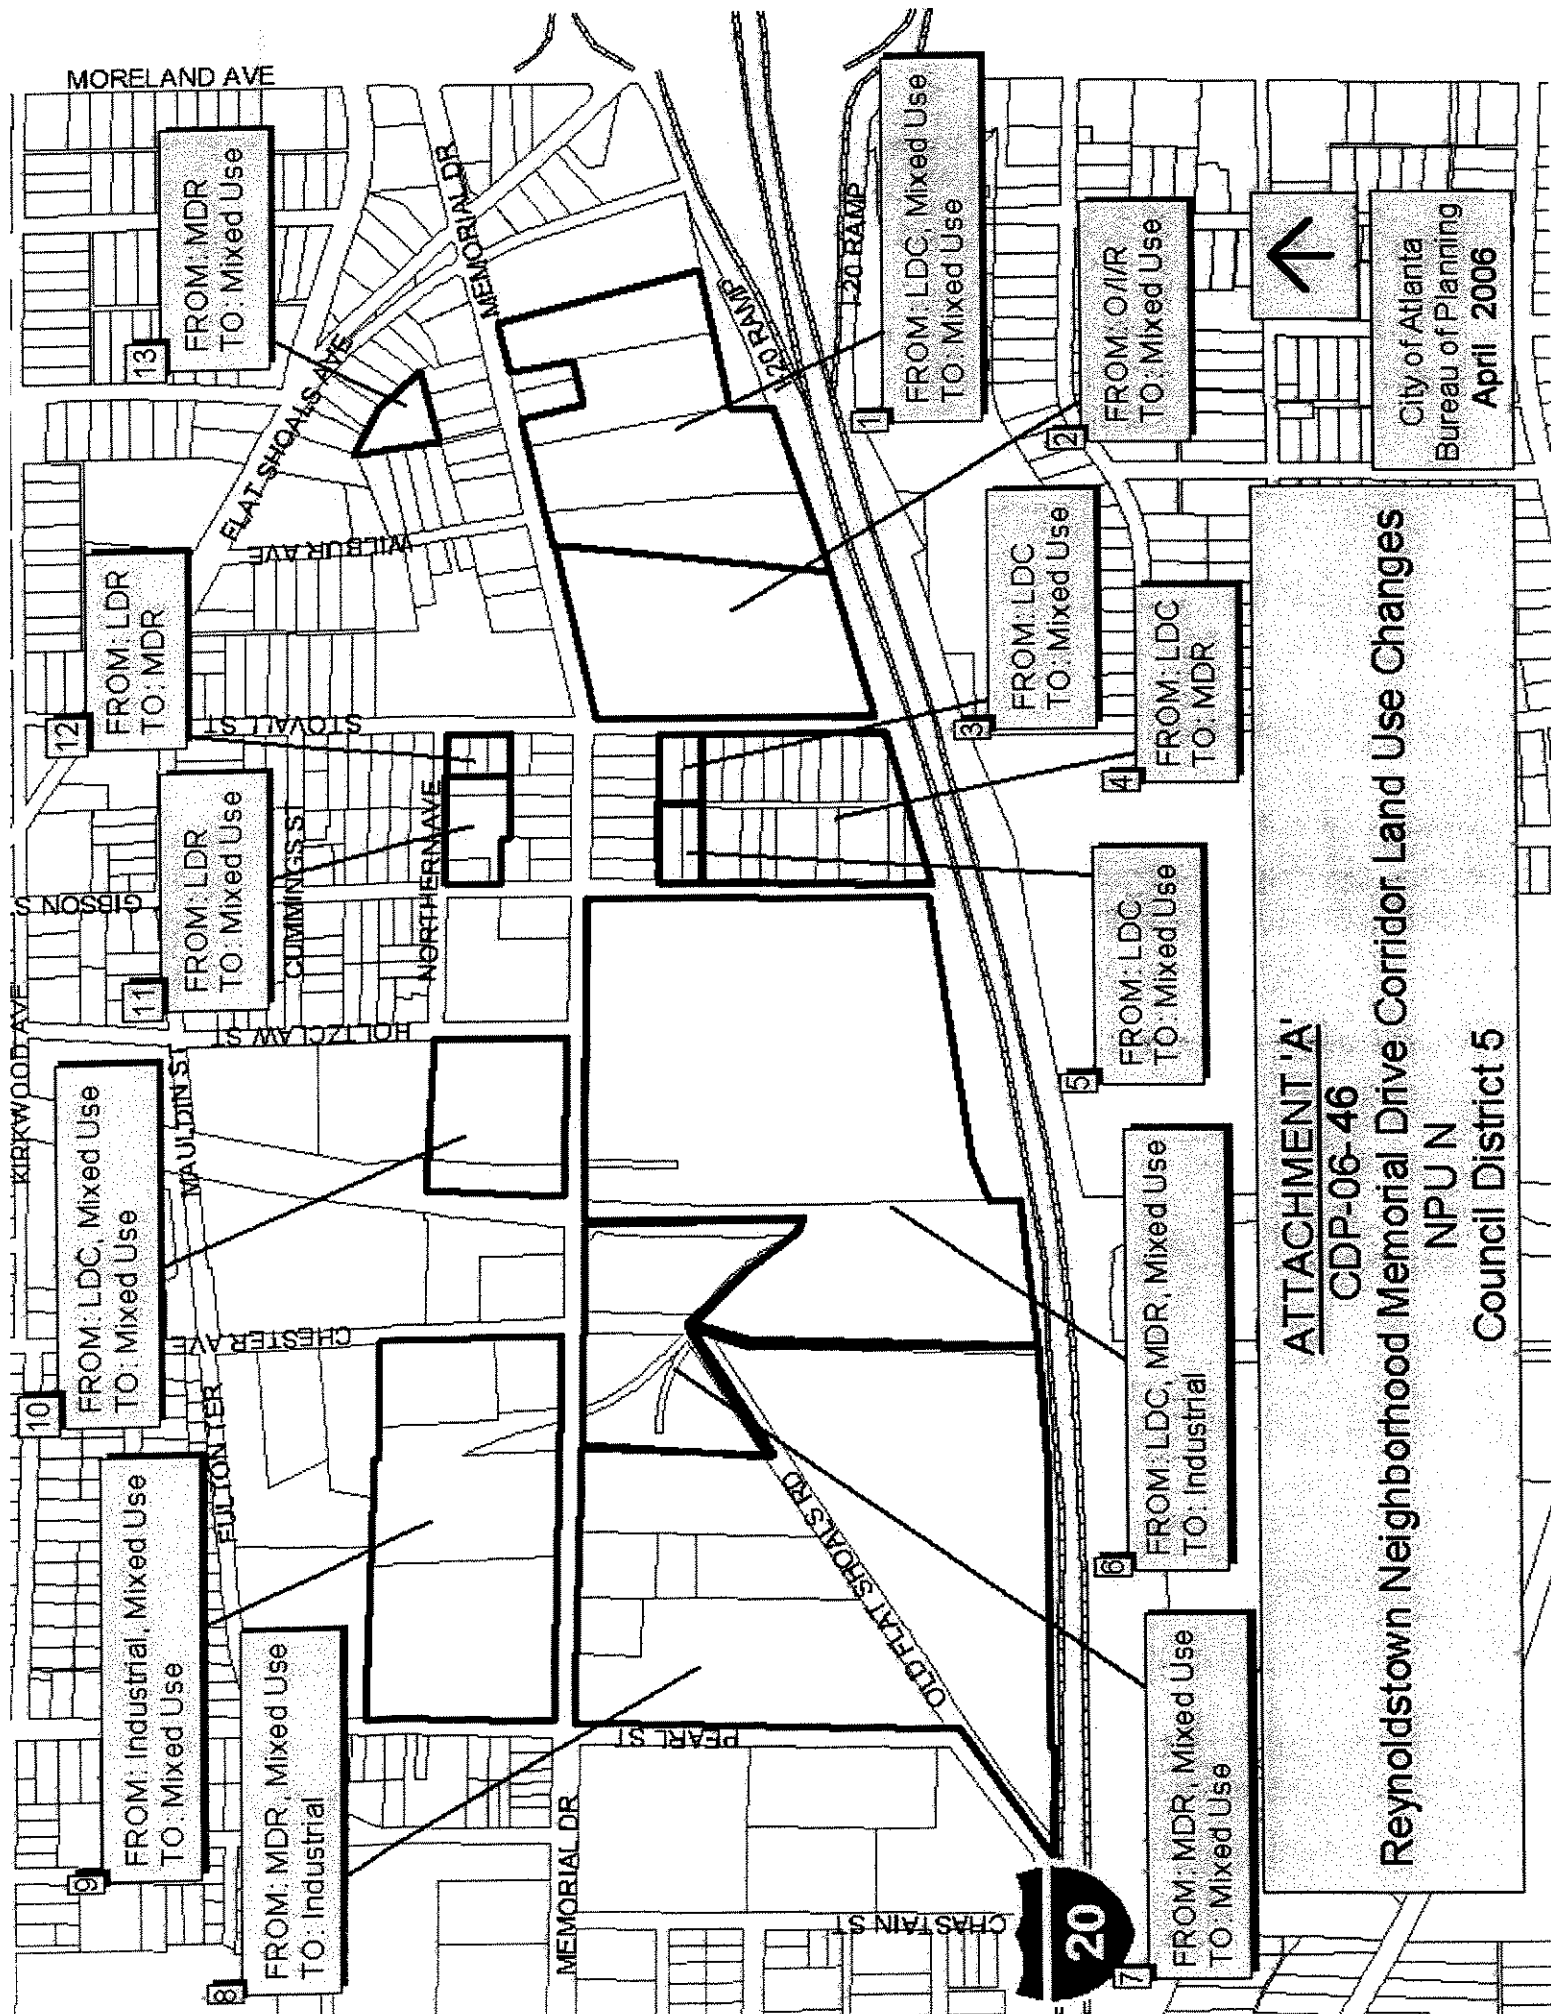 KIRKWOOD AVE
MORELAND AVE
9
FROM: Industrial, Mixed Use
TO: Mixed Use
10
FROM: LDC, Mixed Use
TO: Mixed Use
11
FROM: LDR
TO: Mixed Use
12
FROM: LDR
TO: MDR
13
FROM: MDR
TO: Mixed Use
8
FROM: MDR, Mixed Use
TO: Industrial
FULTON TER
MAULDIN ST
CHESTER AVE
HOLTZCLAW ST
GIBSON S
CUMMINGS ST
NORTHERN AVE
STOVALL ST
WILBUR AVE
FLAT SHOALS AVE
MEMORIAL DR
MEMORIAL DR
PEARL ST
OLD FLAT SHOALS RD
CHASTAIN ST
20
I-20 RAMP
I-20 RAMP
7
FROM: MDR, Mixed Use
TO: Mixed Use
6
FROM: LDC, MDR, Mixed Use
TO: Industrial
5
FROM: LDC
TO: Mixed Use
4
FROM: LDC
TO: MDR
3
FROM: LDC
TO: Mixed Use
2
FROM: O/I/R
TO: Mixed Use
1
FROM: LDC, Mixed Use
TO: Mixed Use
ATTACHMENT 'A'
CDP-06-46
Reynoldstown Neighborhood Memorial Drive Corridor Land Use Changes
NPU N
Council District 5
City of Atlanta
Bureau of Planning
April 2006